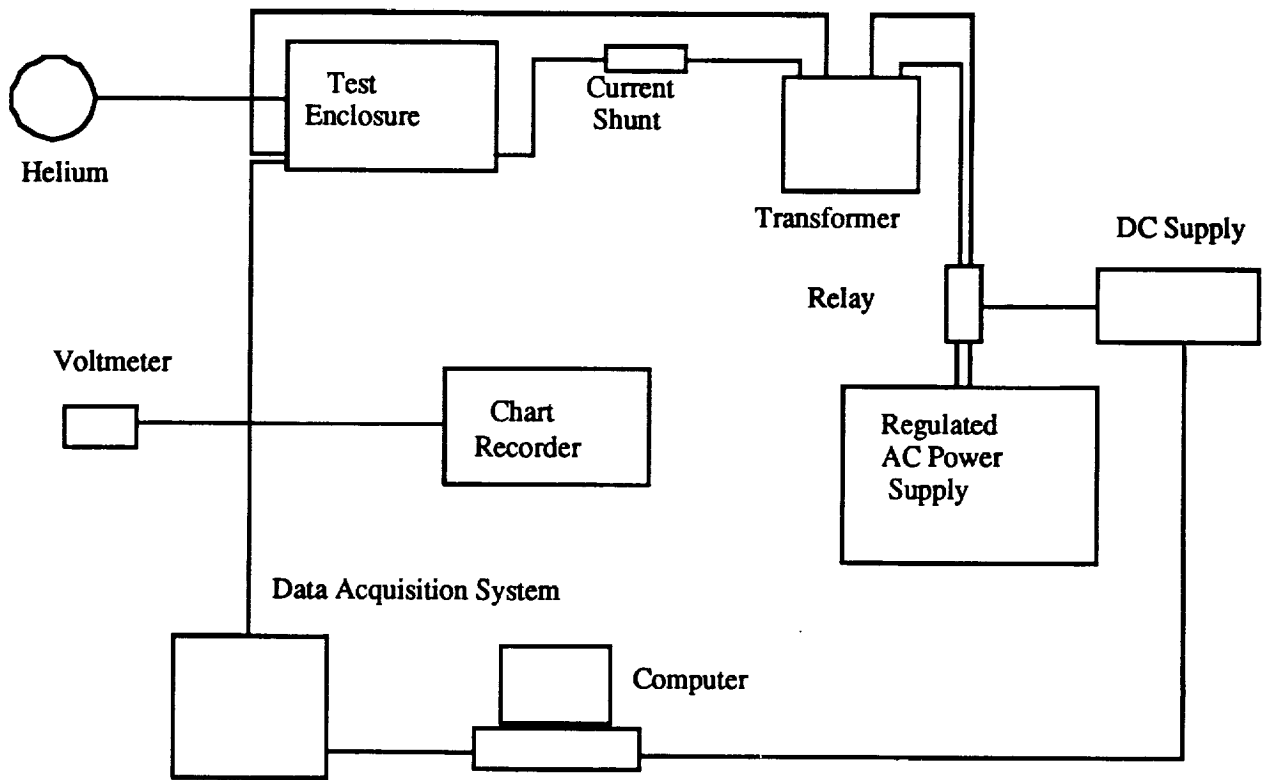 Test
Enclosure
Current
Shunt
Helium
Transformer
DC Supply
Relay
Voltmeter
Chart
Recorder
Regulated
AC Power
Supply
Data Acquisition System
Computer